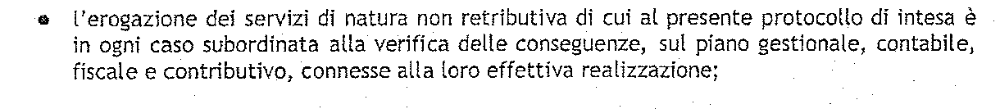 • l'erogazione dei servizi di natura non retributiva di cui al presente protocollo di intesa è
in ogni caso subordinata alla verifica delle conseguenze, sul piano gestionale, contabile,
fiscale e contributivo, connesse alla loro effettiva realizzazione;